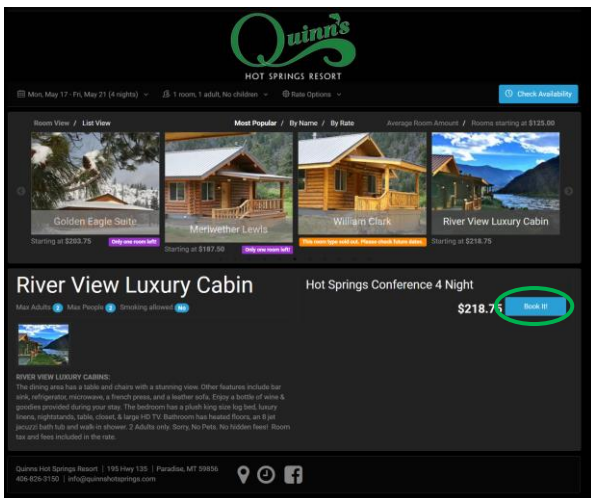 Quinn's
HOT SPRINGS RESORT
Mon, May 17 - Fri, May 21 (4 nights)
1 room, 1 adult, No children
Rate Options
Check Availability
Room View / List View
Most Popular / By Name / By Rate
Average Room Amount / Rooms starting at $125.00
Golden Eagle Suite
Meriwether Lewis
William Clark
River View Luxury Cabin
Starting at $203.75
Only one room left!
Starting at $187.50
Only one room left!
This room type sold out. Please check future dates
Starting at $218.75
River View Luxury Cabin
Max Adults 2 Max People 2 Smoking allowed No
Hot Springs Conference 4 Night
$218.75
Book It!
RIVER VIEW LUXURY CABINS:
The dining area has a table and chairs with a stunning view. Other features include bar
sink, refrigerator, microwave, a french press, and a leather sofa. Enjoy a bottle of wine &
goodies provided during your stay. The bedroom has a plush king size log bed, luxury
linens, nightstands, table, closet, & large HD TV. Bathroom has heated floors, an 8 jet
jacuzzi bath tub and walk-in shower. 2 Adults only. Sorry, No Pets. No hidden fees! Room
tax and fees included in the rate.
Quinns Hot Springs Resort | 195 Hwy 135 | Paradise, MT 59856
406-826-3150 | info@quinnshotsprings.com